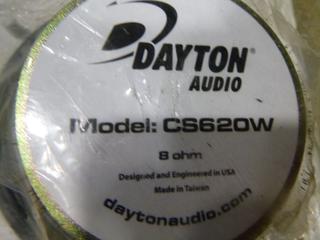 DAYTON®
AUDIO
Model: CS620W
8 ohm
Designed and Engineered in USA
Made in Taiwan
daytonaudio.com